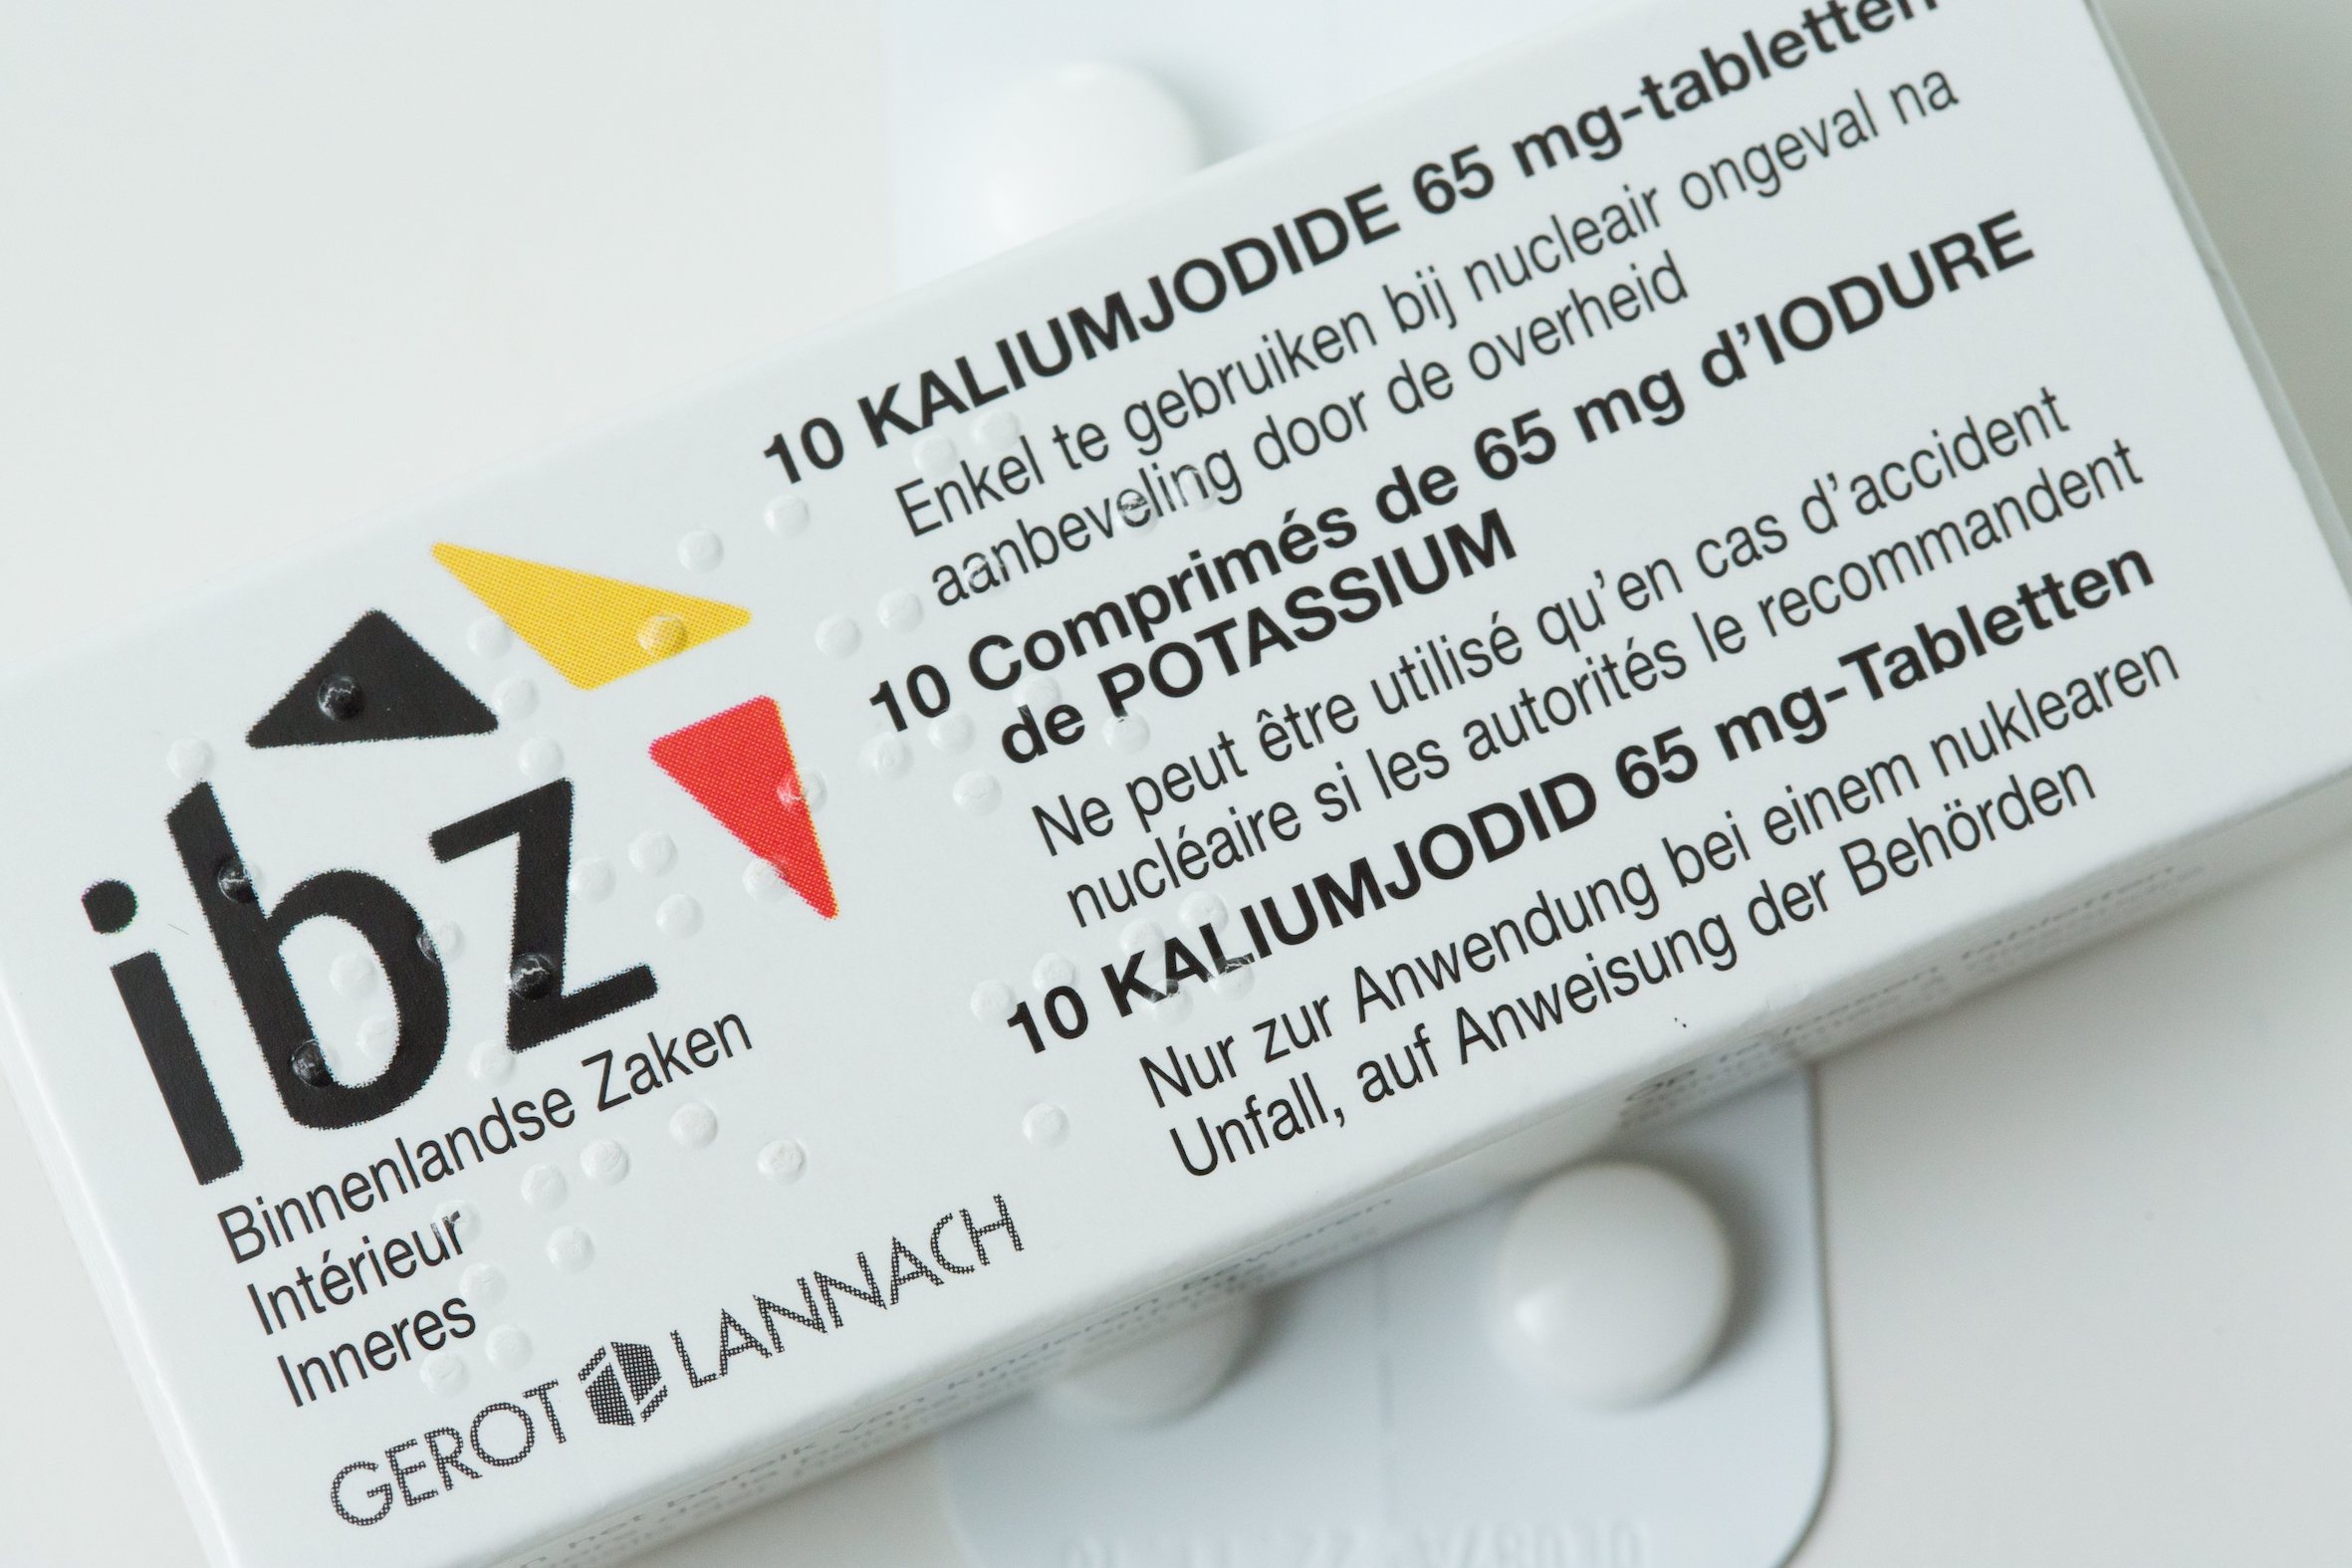 10 KALIUMJODIDE 65 mg-tabletten
Enkel te gebruiken bij nucleair ongeval na
aanbeveling door de overheid
10 Comprimés de 65 mg d'IODURE
de POTASSIUM
Ne peut être utilisé qu'en cas d'accident
nucléaire si les autorités le recommandent
10 KALIUMJODID 65 mg-Tabletten
Nur zur Anwendung bei einem nuklearen
Unfall, auf Anweisung der Behörden
ibz
Binnenlandse Zaken
Intérieur
Inneres
GEROT LANNACH